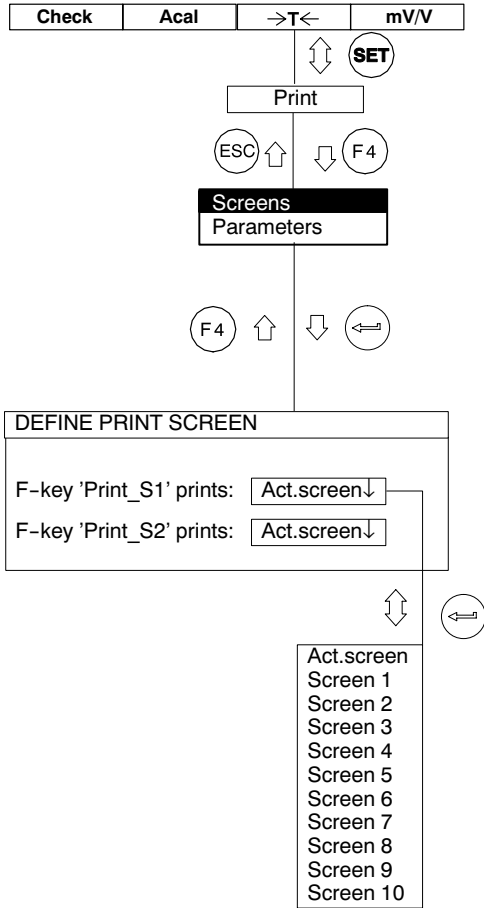 Check Acal →T← mV/V
SET
Print
ESC F4
Screens
Parameters
F4
DEFINE PRINT SCREEN
F-key 'Print_S1' prints: Act.screen↓
F-key 'Print_S2' prints: Act.screen↓
Act.screen
Screen 1
Screen 2
Screen 3
Screen 4
Screen 5
Screen 6
Screen 7
Screen 8
Screen 9
Screen 10